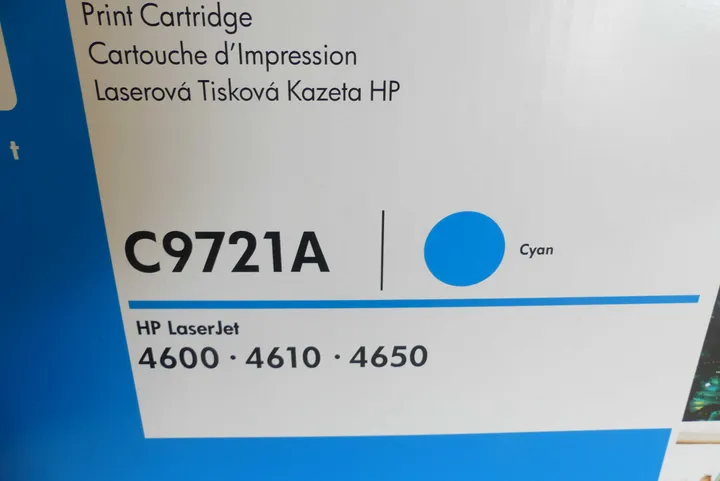 Print Cartridge
Cartouche d'Impression
Laserová Tisková Kazeta HP
t
C9721A
Cyan
HP LaserJet
4600 · 4610 · 4650